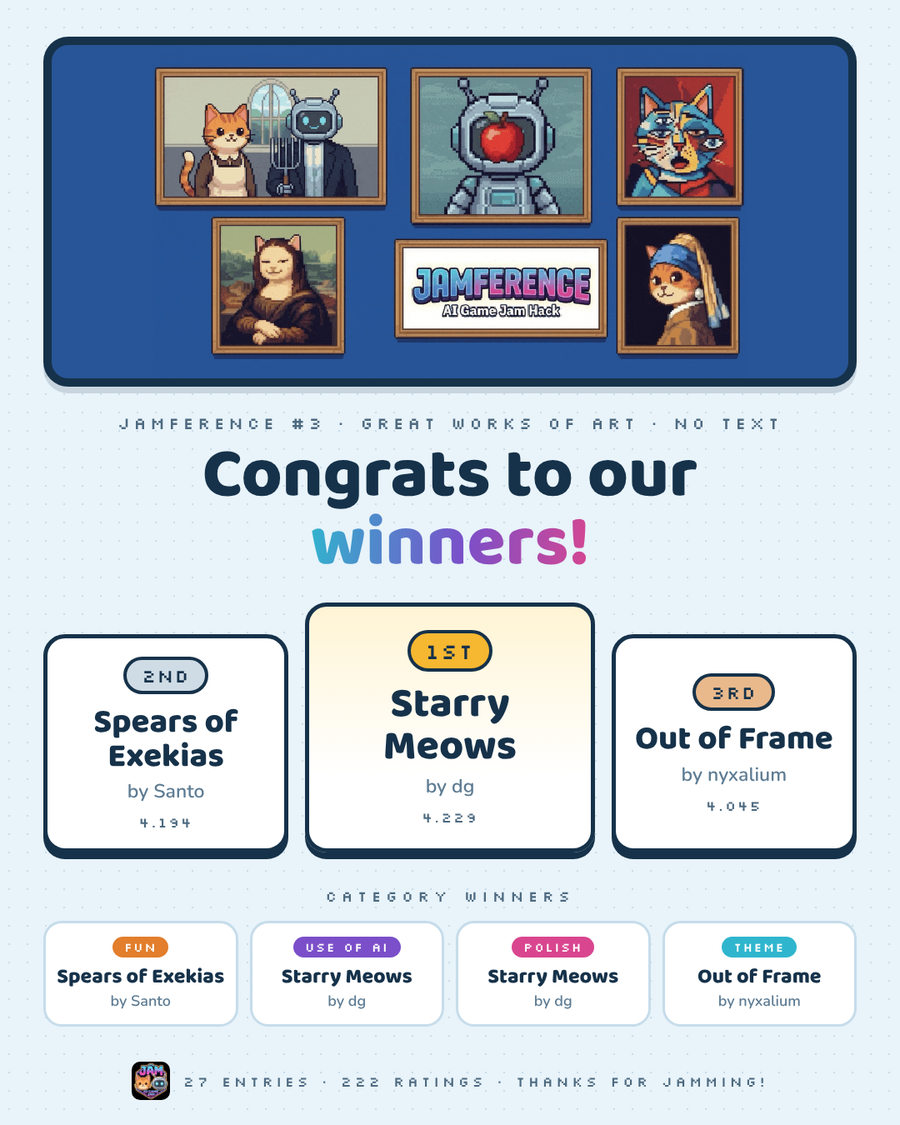 JAMFERENCE
AI Game Jam Hack
JAMFERENCE #3 · GREAT WORKS OF ART · NO TEXT
Congrats to our
winners!
2ND
Spears of
Exekias
by Santo
4.194
1ST
Starry
Meows
by dg
4.229
3RD
Out of Frame
by nyxalium
4.045
CATEGORY WINNERS
FUN
Spears of Exekias
by Santo
USE OF AI
Starry Meows
by dg
POLISH
Starry Meows
by dg
THEME
Out of Frame
by nyxalium
JAM
27 ENTRIES · 222 RATINGS · THANKS FOR JAMMING!